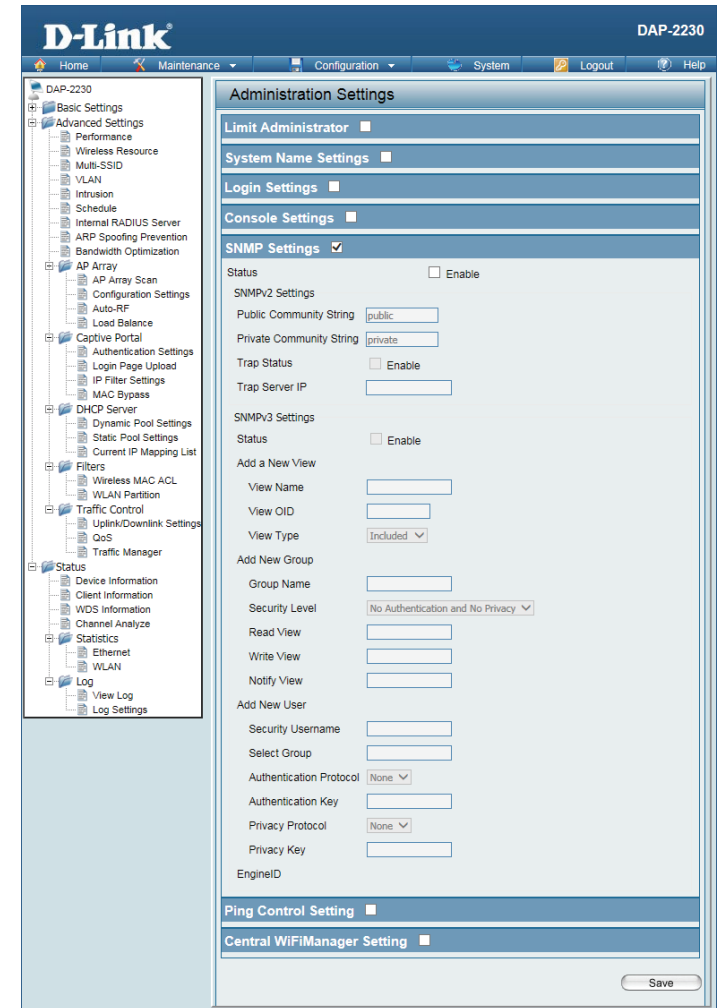 D-Link®
DAP-2230
Home
Maintenance
Configuration
System
Logout
Help
DAP-2230
Basic Settings
Advanced Settings
Performance
Wireless Resource
Multi-SSID
VLAN
Intrusion
Schedule
Internal RADIUS Server
ARP Spoofing Prevention
Bandwidth Optimization
AP Array
AP Array Scan
Configuration Settings
Auto-RF
Load Balance
Captive Portal
Authentication Settings
Login Page Upload
IP Filter Settings
MAC Bypass
DHCP Server
Dynamic Pool Settings
Static Pool Settings
Current IP Mapping List
Filters
Wireless MAC ACL
WLAN Partition
Traffic Control
Uplink/Downlink Settings
QoS
Traffic Manager
Status
Device Information
Client Information
WDS Information
Channel Analyze
Statistics
Ethernet
WLAN
Log
View Log
Log Settings
Administration Settings
Limit Administrator
System Name Settings
Login Settings
Console Settings
SNMP Settings
Status Enable
SNMPv2 Settings
Public Community String public
Private Community String private
Trap Status Enable
Trap Server IP
SNMPv3 Settings
Status Enable
Add a New View
View Name
View OID
View Type Included
Add New Group
Group Name
Security Level No Authentication and No Privacy
Read View
Write View
Notify View
Add New User
Security Username
Select Group
Authentication Protocol None
Authentication Key
Privacy Protocol None
Privacy Key
EngineID
Ping Control Setting
Central WiFiManager Setting
Save